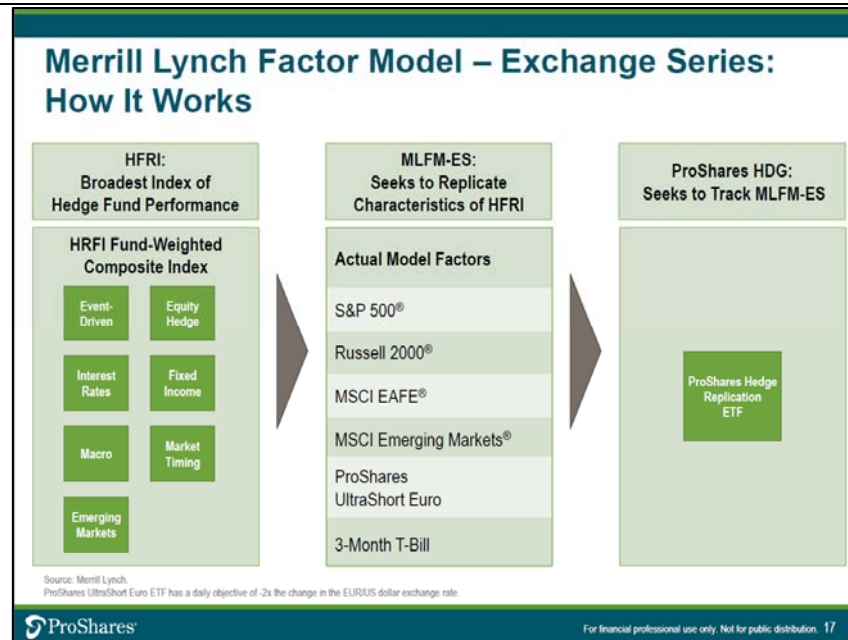 Merrill Lynch Factor Model – Exchange Series:
How It Works
HFRI:
Broadest Index of
Hedge Fund Performance
HRFI Fund-Weighted
Composite Index
Event-
Driven
Equity
Hedge
Interest
Rates
Fixed
Income
Macro
Market
Timing
Emerging
Markets
MLFM-ES:
Seeks to Replicate
Characteristics of HFRI
Actual Model Factors
S&P 500®
Russell 2000®
MSCI EAFE®
MSCI Emerging Markets®
ProShares
UltraShort Euro
3-Month T-Bill
ProShares HDG:
Seeks to Track MLFM-ES
ProShares Hedge
Replication
ETF
Source: Merrill Lynch.
ProShares UltraShort Euro ETF has a daily objective of -2x the change in the EUR/US dollar exchange rate.
ProShares
For financial professional use only. Not for public distribution. 17